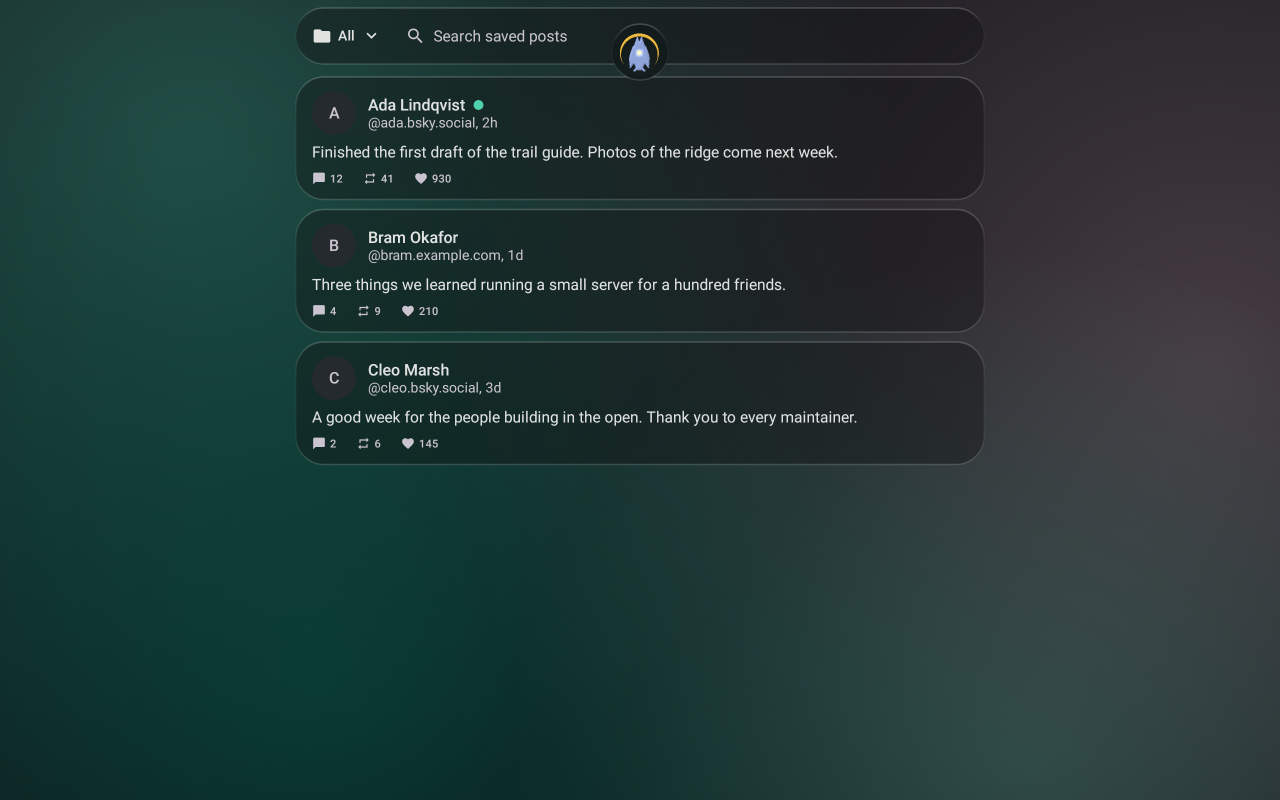 All
Search saved posts
A
Ada Lindqvist
@ada.bsky.social, 2h
Finished the first draft of the trail guide. Photos of the ridge come next week.
12 41 930
B
Bram Okafor
@bram.example.com, 1d
Three things we learned running a small server for a hundred friends.
4 9 210
C
Cleo Marsh
@cleo.bsky.social, 3d
A good week for the people building in the open. Thank you to every maintainer.
2 6 145